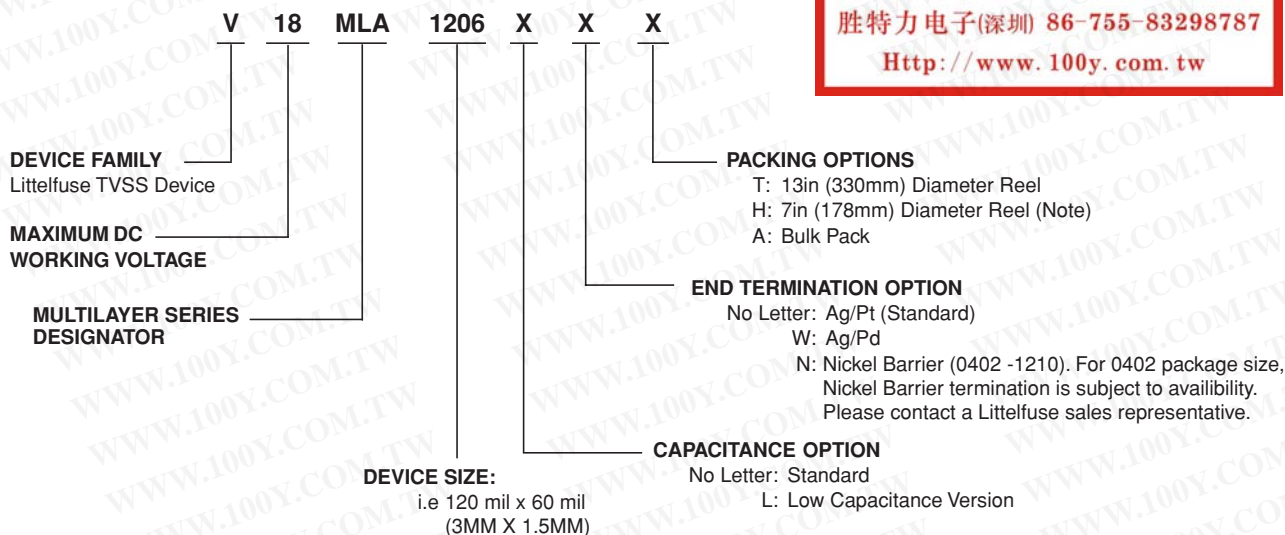 V 18 MLA 1206 X X X
胜特力电子(深圳) 86-755-83298787
Http://www. 100y. com. tw
DEVICE FAMILY
Littelfuse TVSS Device
MAXIMUM DC
WORKING VOLTAGE
MULTILAYER SERIES
DESIGNATOR
DEVICE SIZE:
i.e 120 mil x 60 mil
(3MM X 1.5MM)
CAPACITANCE OPTION
No Letter: Standard
L: Low Capacitance Version
END TERMINATION OPTION
No Letter: Ag/Pt (Standard)
W: Ag/Pd
N: Nickel Barrier (0402 -1210). For 0402 package size,
Nickel Barrier termination is subject to availibility.
Please contact a Littelfuse sales representative.
PACKING OPTIONS
T: 13in (330mm) Diameter Reel
H: 7in (178mm) Diameter Reel (Note)
A: Bulk Pack
WWW.100Y.COM.TW